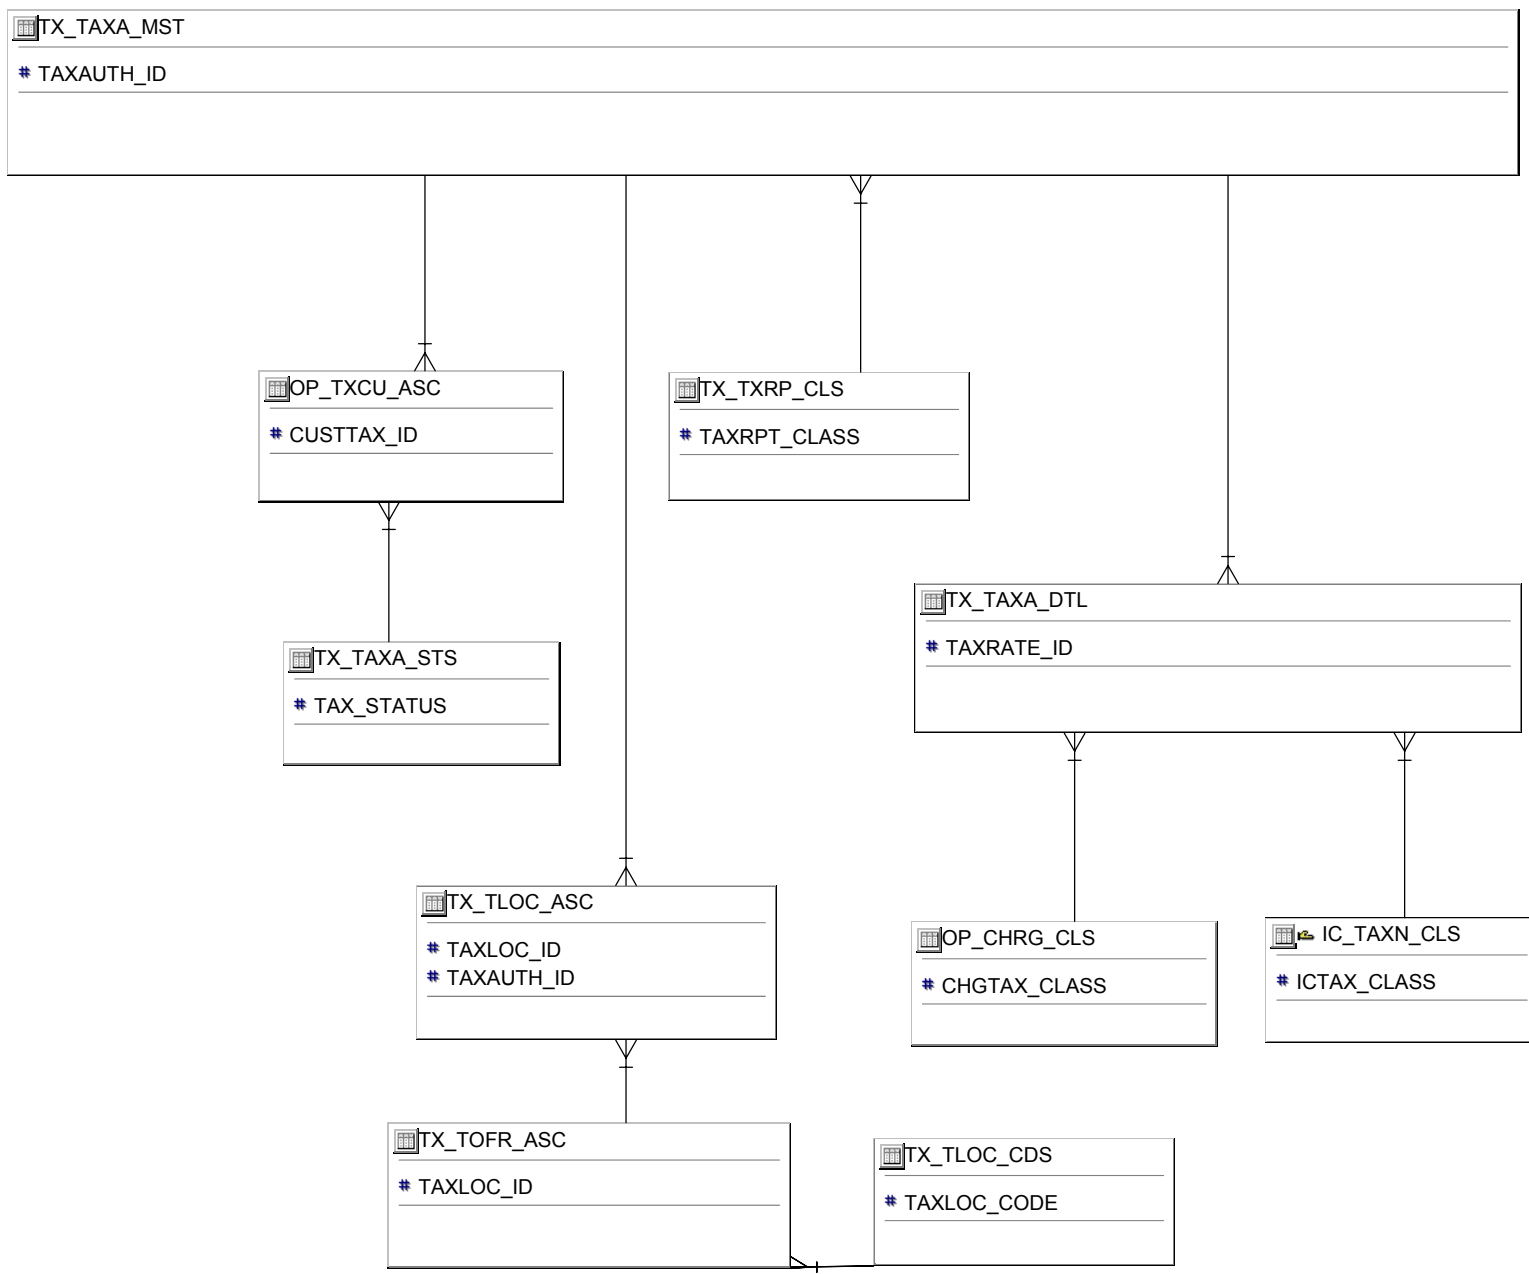 TX_TAXA_MST
# TAXAUTH_ID
OP_TXCU_ASC
# CUSTTAX_ID
TX_TXRP_CLS
# TAXRPT_CLASS
TX_TAXA_DTL
# TAXRATE_ID
TX_TAXA_STS
# TAX_STATUS
TX_TLOC_ASC
# TAXLOC_ID
# TAXAUTH_ID
OP_CHRG_CLS
# CHGTAX_CLASS
IC_TAXN_CLS
# ICTAX_CLASS
TX_TOFR_ASC
# TAXLOC_ID
TX_TLOC_CDS
# TAXLOC_CODE